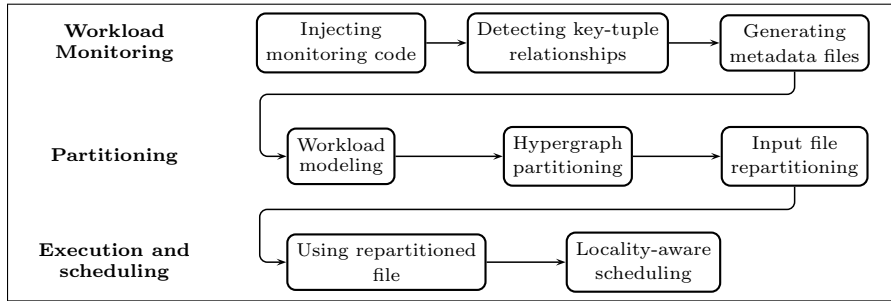 Workload
Monitoring
Injecting
monitoring code
Detecting key-tuple
relationships
Generating
metadata files
Partitioning
Workload
modeling
Hypergraph
partitioning
Input file
repartitioning
Execution and
scheduling
Using repartitioned
file
Locality-aware
scheduling